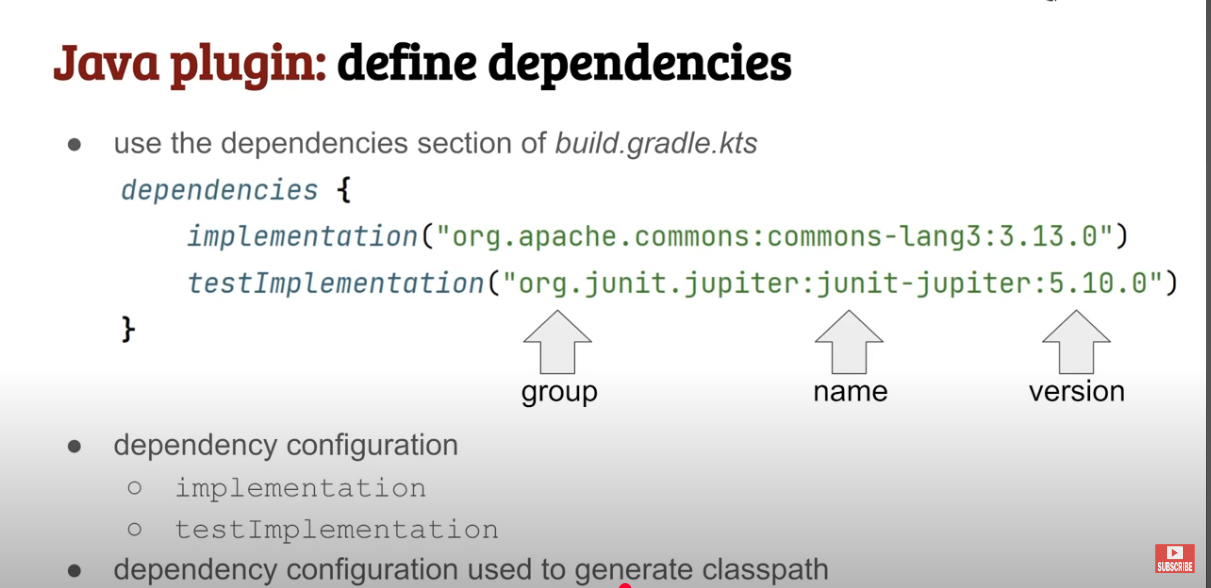 Java plugin: define dependencies
● use the dependencies section of build.gradle.kts
dependencies {
implementation("org.apache.commons:commons-lang3:3.13.0")
testImplementation("org.junit.jupiter:junit-jupiter:5.10.0")
}
group name version
● dependency configuration
○ implementation
○ testImplementation
● dependency configuration used to generate classpath
SUBSCRIBE